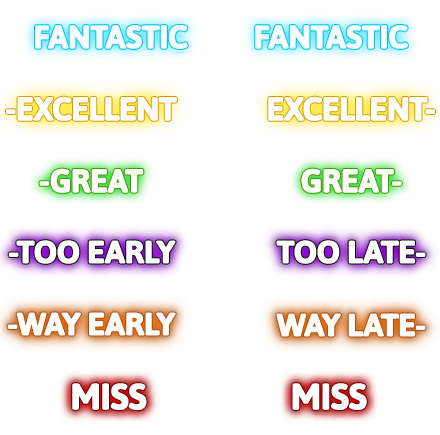 FANTASTIC FANTASTIC
-EXCELLENT EXCELLENT-
-GREAT GREAT-
-TOO EARLY TOO LATE-
-WAY EARLY WAY LATE-
MISS MISS